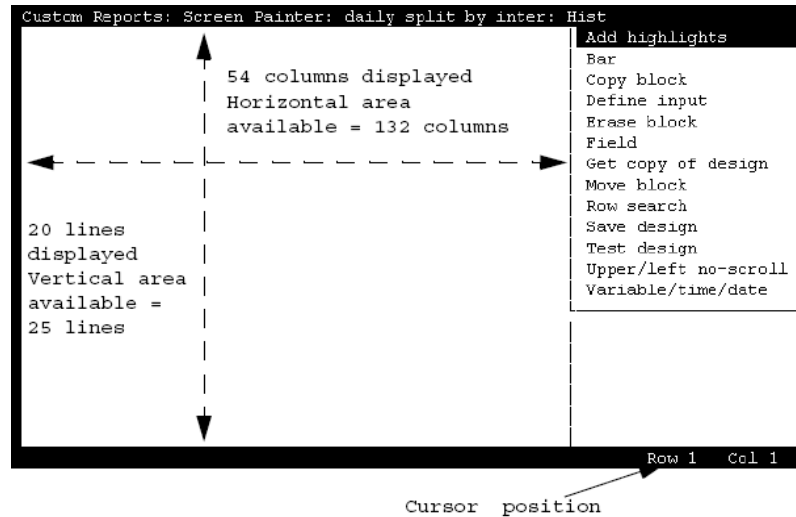 Custom Reports: Screen Painter: daily split by inter: Hist
54 columns displayed
Horizontal area
available = 132 columns
20 lines
displayed
Vertical area
available =
25 lines
Add highlights
Bar
Copy block
Define input
Erase block
Field
Get copy of design
Move block
Row search
Save design
Test design
Upper/left no-scroll
Variable/time/date
Row 1 Col 1
Cursor position